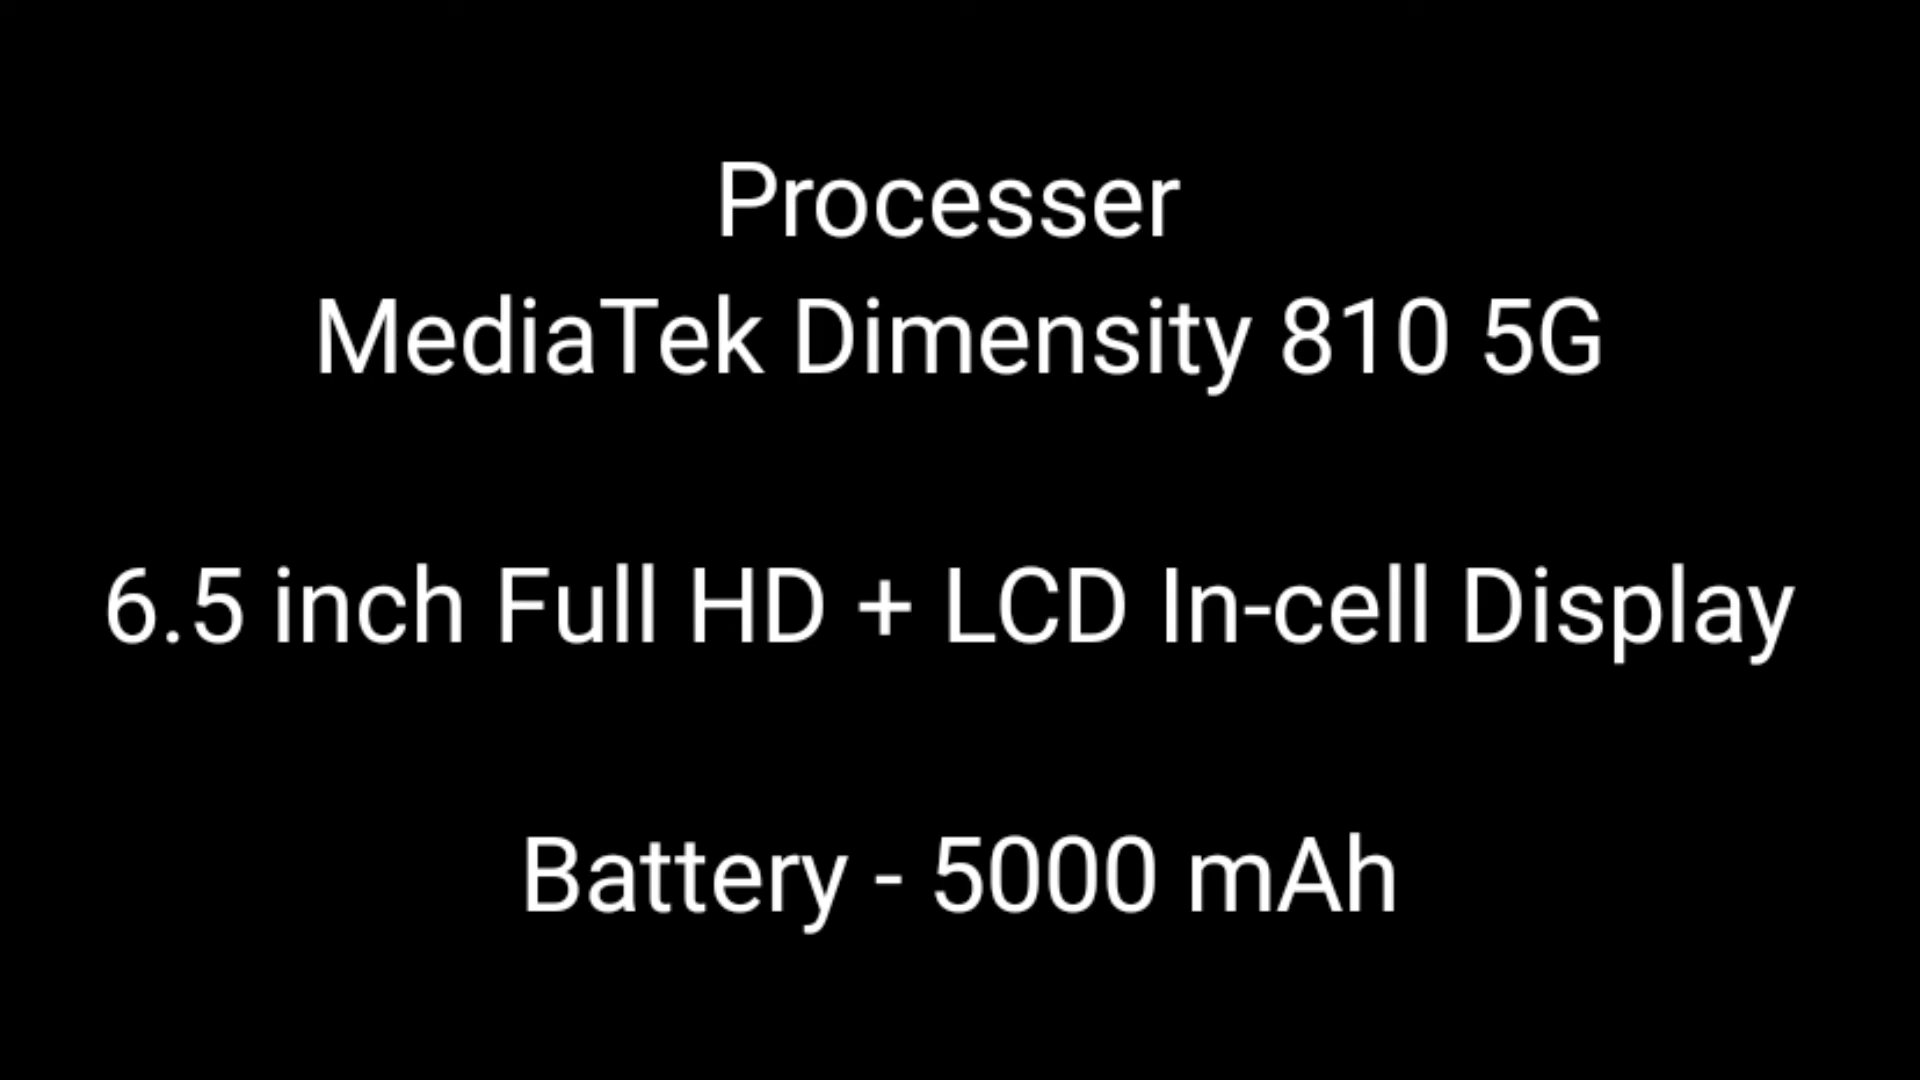 Processer
MediaTek Dimensity 810 5G
6.5 inch Full HD + LCD In-cell Display
Battery - 5000 mAh